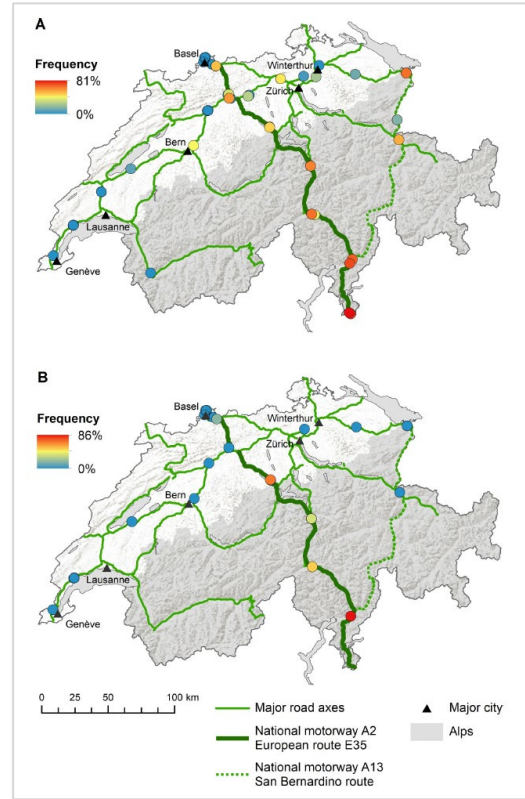 A
Frequency
81%
0%
Basel
Winterthur
Zürich
Bern
Lausanne
Genève
B
Frequency
86%
0%
Basel
Winterthur
Zürich
Bern
Lausanne
Genève
0 25 50 100 km
Major road axes
Major city
National motorway A2
European route E35
Alps
National motorway A13
San Bernardino route